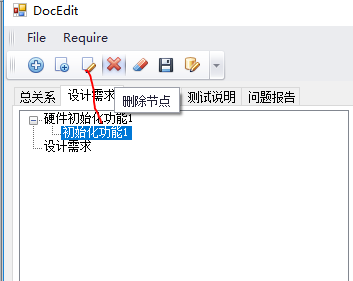 DocEdit
File Require
总关系 设计需求 测试说明 问题报告
删除节点
硬件初始化功能1
初始化功能1
设计需求